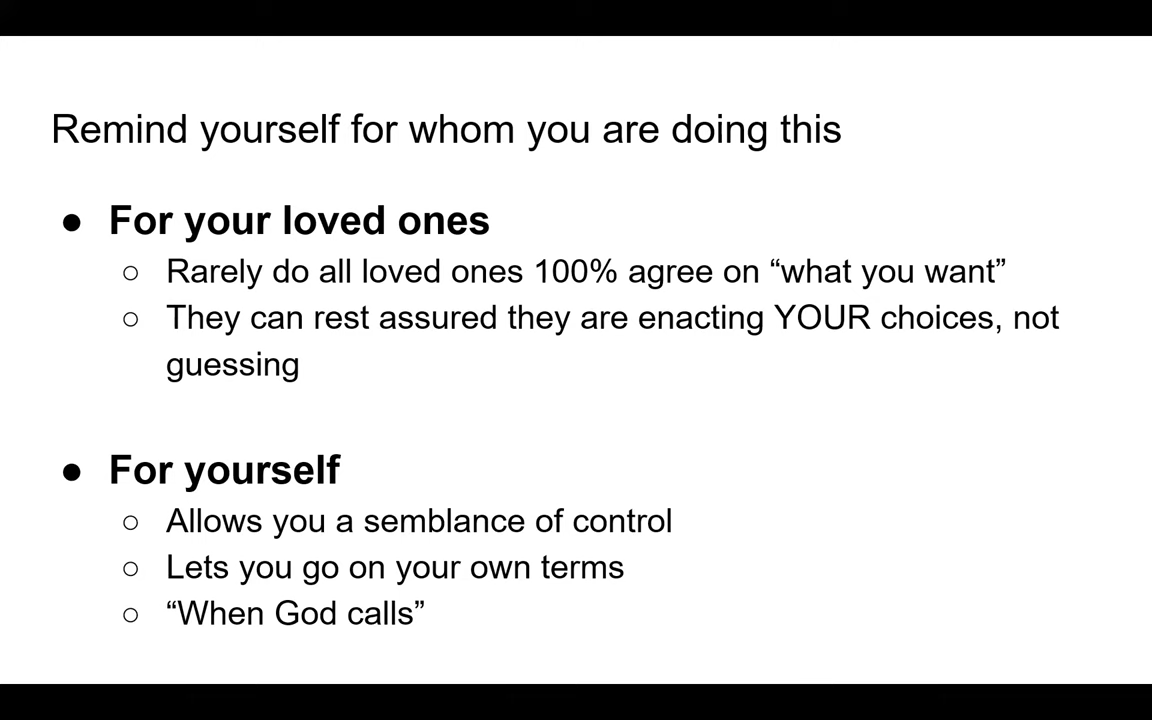 Remind yourself for whom you are doing this
● For your loved ones
○ Rarely do all loved ones 100% agree on “what you want”
○ They can rest assured they are enacting YOUR choices, not
guessing
● For yourself
○ Allows you a semblance of control
○ Lets you go on your own terms
○ “When God calls”